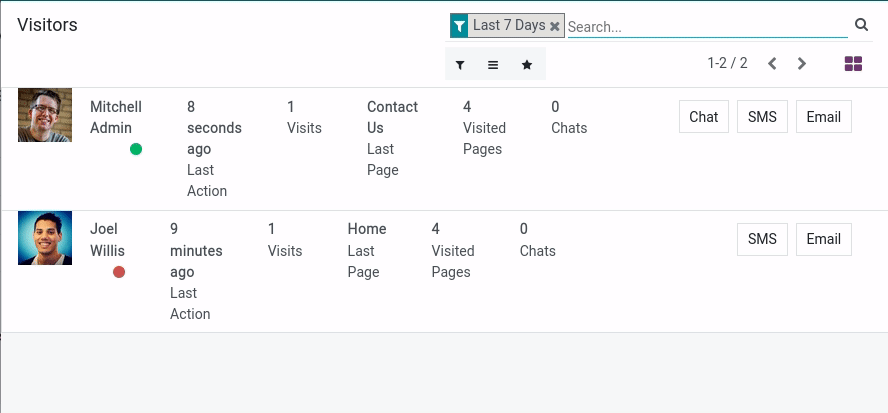 Visitors
Last 7 Days
Search...
1-2 / 2
Mitchell
Admin
8
seconds
ago
Last
Action
1
Visits
Contact
Us
Last
Page
4
Visited
Pages
0
Chats
Chat
SMS
Email
Joel
Willis
9
minutes
ago
Last
Action
1
Visits
Home
Last
Page
4
Visited
Pages
0
Chats
SMS
Email